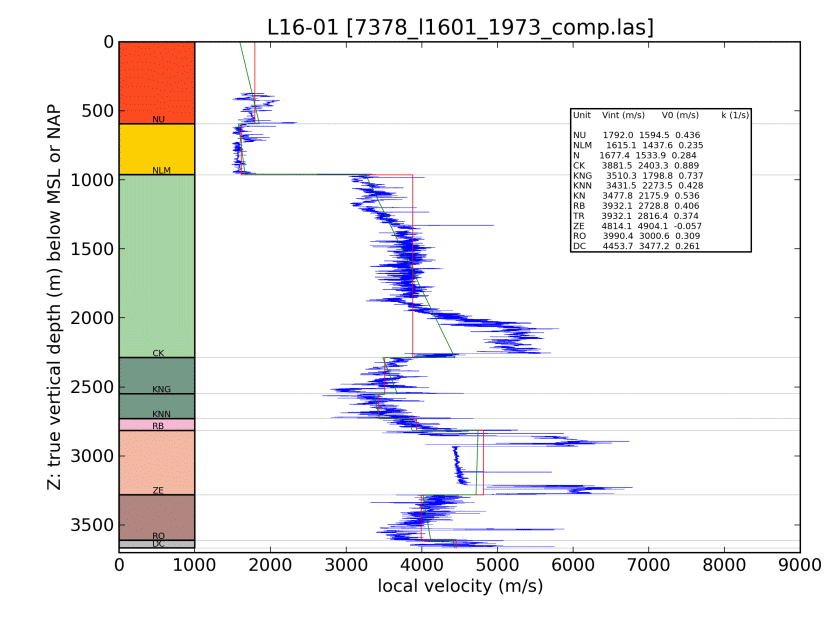 L16-01 [7378_l1601_1973_comp.las]
0
500
1000
1500
2000
2500
3000
3500
Z: true vertical depth (m) below MSL or NAP
NU
NLM
CK
KNG
KNN
RB
ZE
RO
DC
Unit Vint (m/s) V0 (m/s) k (1/s)
NU 1792.0 1594.5 0.436
NLM 1615.1 1437.6 0.235
N 1677.4 1533.9 0.284
CK 3881.5 2403.3 0.889
KNG 3510.3 1798.8 0.737
KNN 3431.5 2273.5 0.428
KN 3477.8 2175.9 0.536
RB 3932.1 2728.8 0.406
TR 3932.1 2816.4 0.374
ZE 4814.1 4904.1 -0.057
RO 3990.4 3000.6 0.309
DC 4453.7 3477.2 0.261
0 1000 2000 3000 4000 5000 6000 7000 8000 9000
local velocity (m/s)